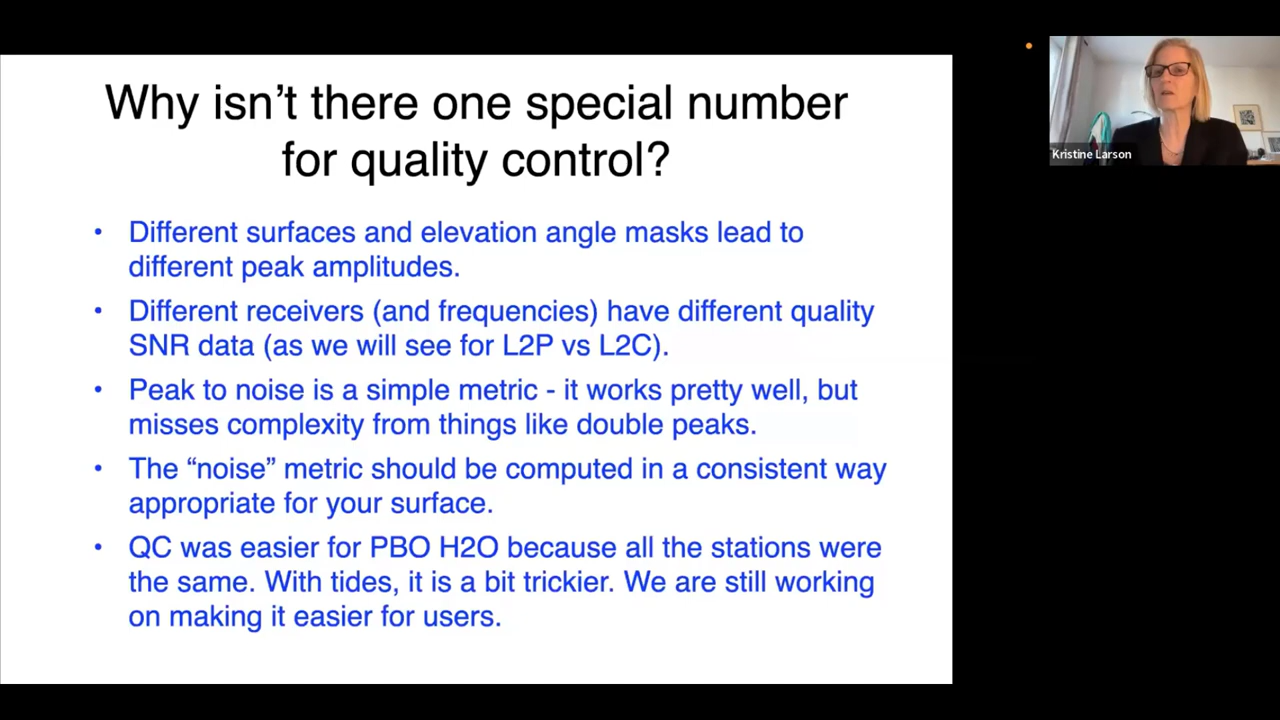 Why isn't there one special number
for quality control?
• Different surfaces and elevation angle masks lead to
different peak amplitudes.
• Different receivers (and frequencies) have different quality
SNR data (as we will see for L2P vs L2C).
• Peak to noise is a simple metric - it works pretty well, but
misses complexity from things like double peaks.
• The “noise” metric should be computed in a consistent way
appropriate for your surface.
• QC was easier for PBO H2O because all the stations were
the same. With tides, it is a bit trickier. We are still working
on making it easier for users.
Kristine Larson